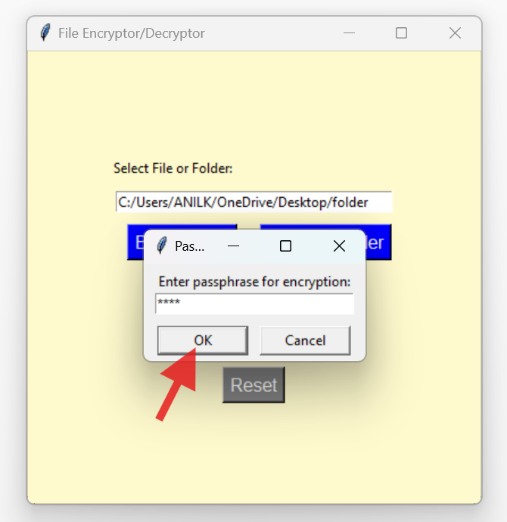 File Encryptor/Decryptor
Select File or Folder:
C:/Users/ANILK/OneDrive/Desktop/folder
Pas...
Enter passphrase for encryption:
****
OK Cancel
Reset